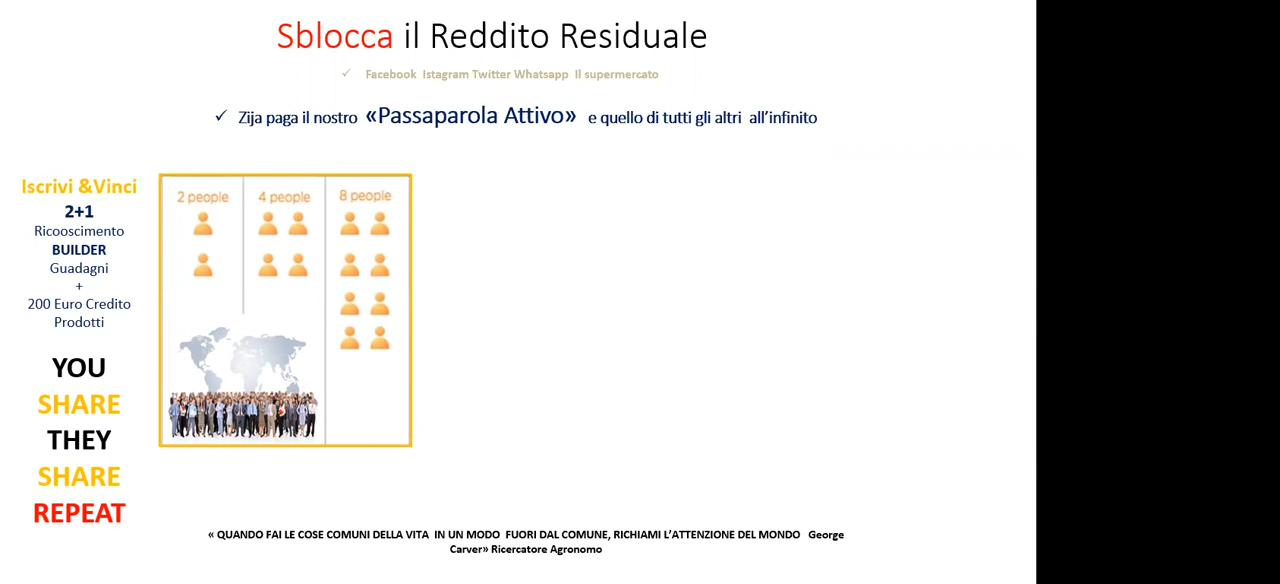 Sblocca il Reddito Residuale
✓ Facebook Istagram Twitter Whatsapp Il supermercato
✓ Zija paga il nostro «Passaparola Attivo» e quello di tutti gli altri all’infinito
Iscrivi &Vinci
2+1
Ricooscimento
BUILDER
Guadagni
+
200 Euro Credito
Prodotti
YOU
SHARE
THEY
SHARE
REPEAT
2 people 4 people 8 people
« QUANDO FAI LE COSE COMUNI DELLA VITA IN UN MODO FUORI DAL COMUNE, RICHIAMI L’ATTENZIONE DEL MONDO George
Carver» Ricercatore Agronomo